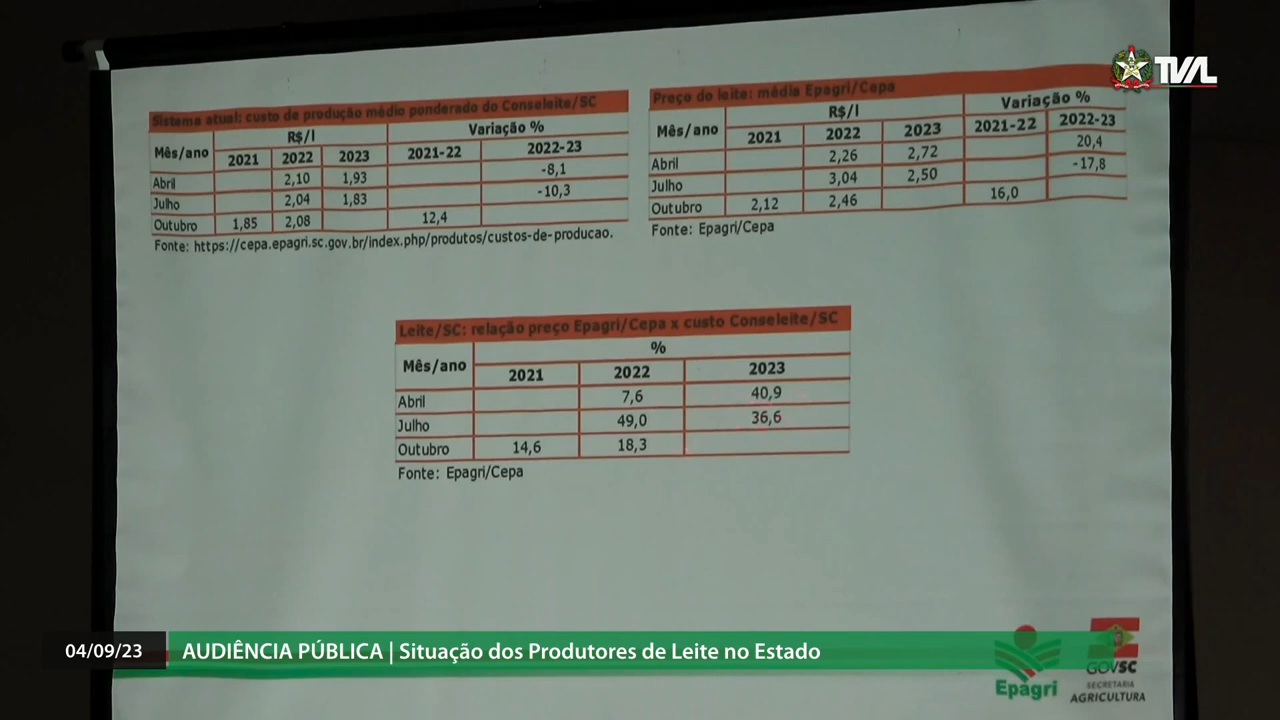 TVAL
Sistema atual: custo de produção médio ponderado do Conseleite/SC
Mês/ano R$/l Variação %
2021 2022 2023 2021-22 2022-23
Abril 2,10 1,93 -8,1
Julho 2,04 1,83 -10,3
Outubro 1,85 2,08 12,4
Fonte: https://cepa.epagri.sc.gov.br/index.php/produtos/custos-de-producao.
Preço do leite: média Epagri/Cepa
Mês/ano R$/l Variação %
2021 2022 2023 2021-22 2022-23
Abril 2,26 2,72 20,4
Julho 3,04 2,50 -17,8
Outubro 2,12 2,46 16,0
Fonte: Epagri/Cepa
Leite/SC: relação preço Epagri/Cepa x custo Conseleite/SC
Mês/ano %
2021 2022 2023
Abril 7,6 40,9
Julho 49,0 36,6
Outubro 14,6 18,3
Fonte: Epagri/Cepa
04/09/23 AUDIÊNCIA PÚBLICA | Situação dos Produtores de Leite no Estado
Epagri
GOVSC
SECRETARIA
AGRICULTURA